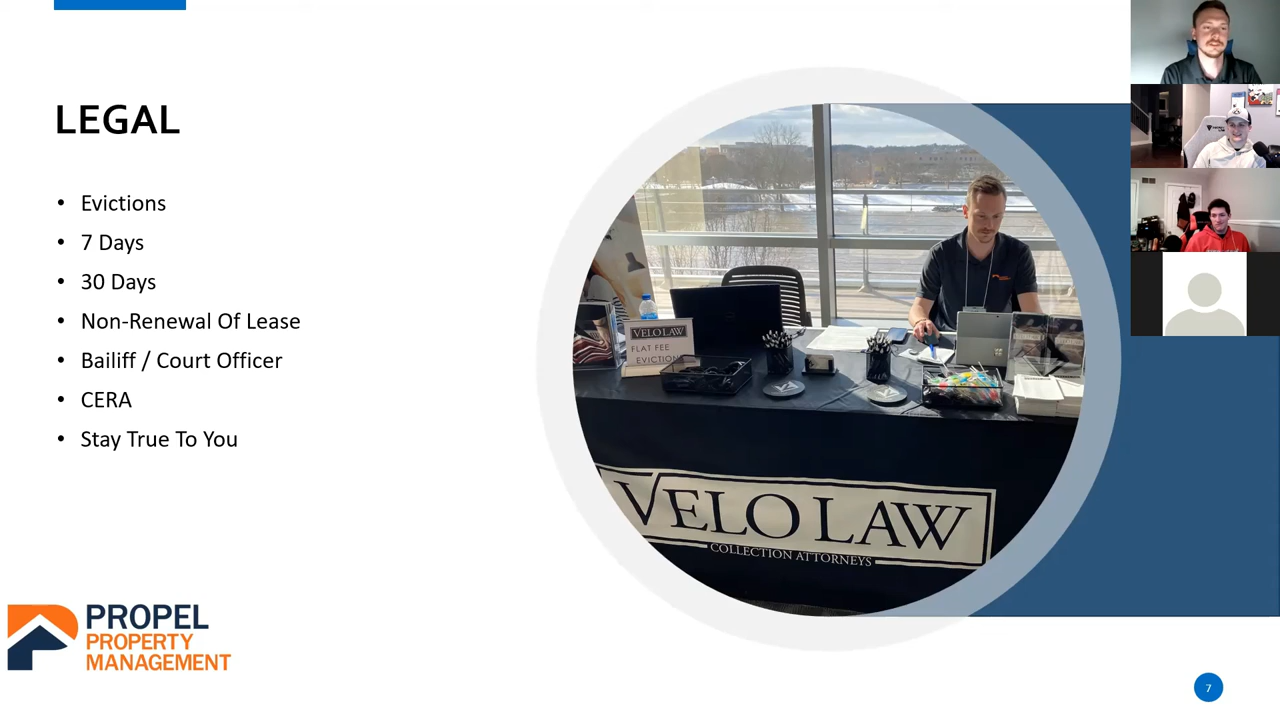 LEGAL
• Evictions
• 7 Days
• 30 Days
• Non-Renewal Of Lease
• Bailiff / Court Officer
• CERA
• Stay True To You
VELO LAW
FLAT FEE
EVICTION
VELO LAW
COLLECTION ATTORNEYS
PROPEL
PROPERTY
MANAGEMENT
7